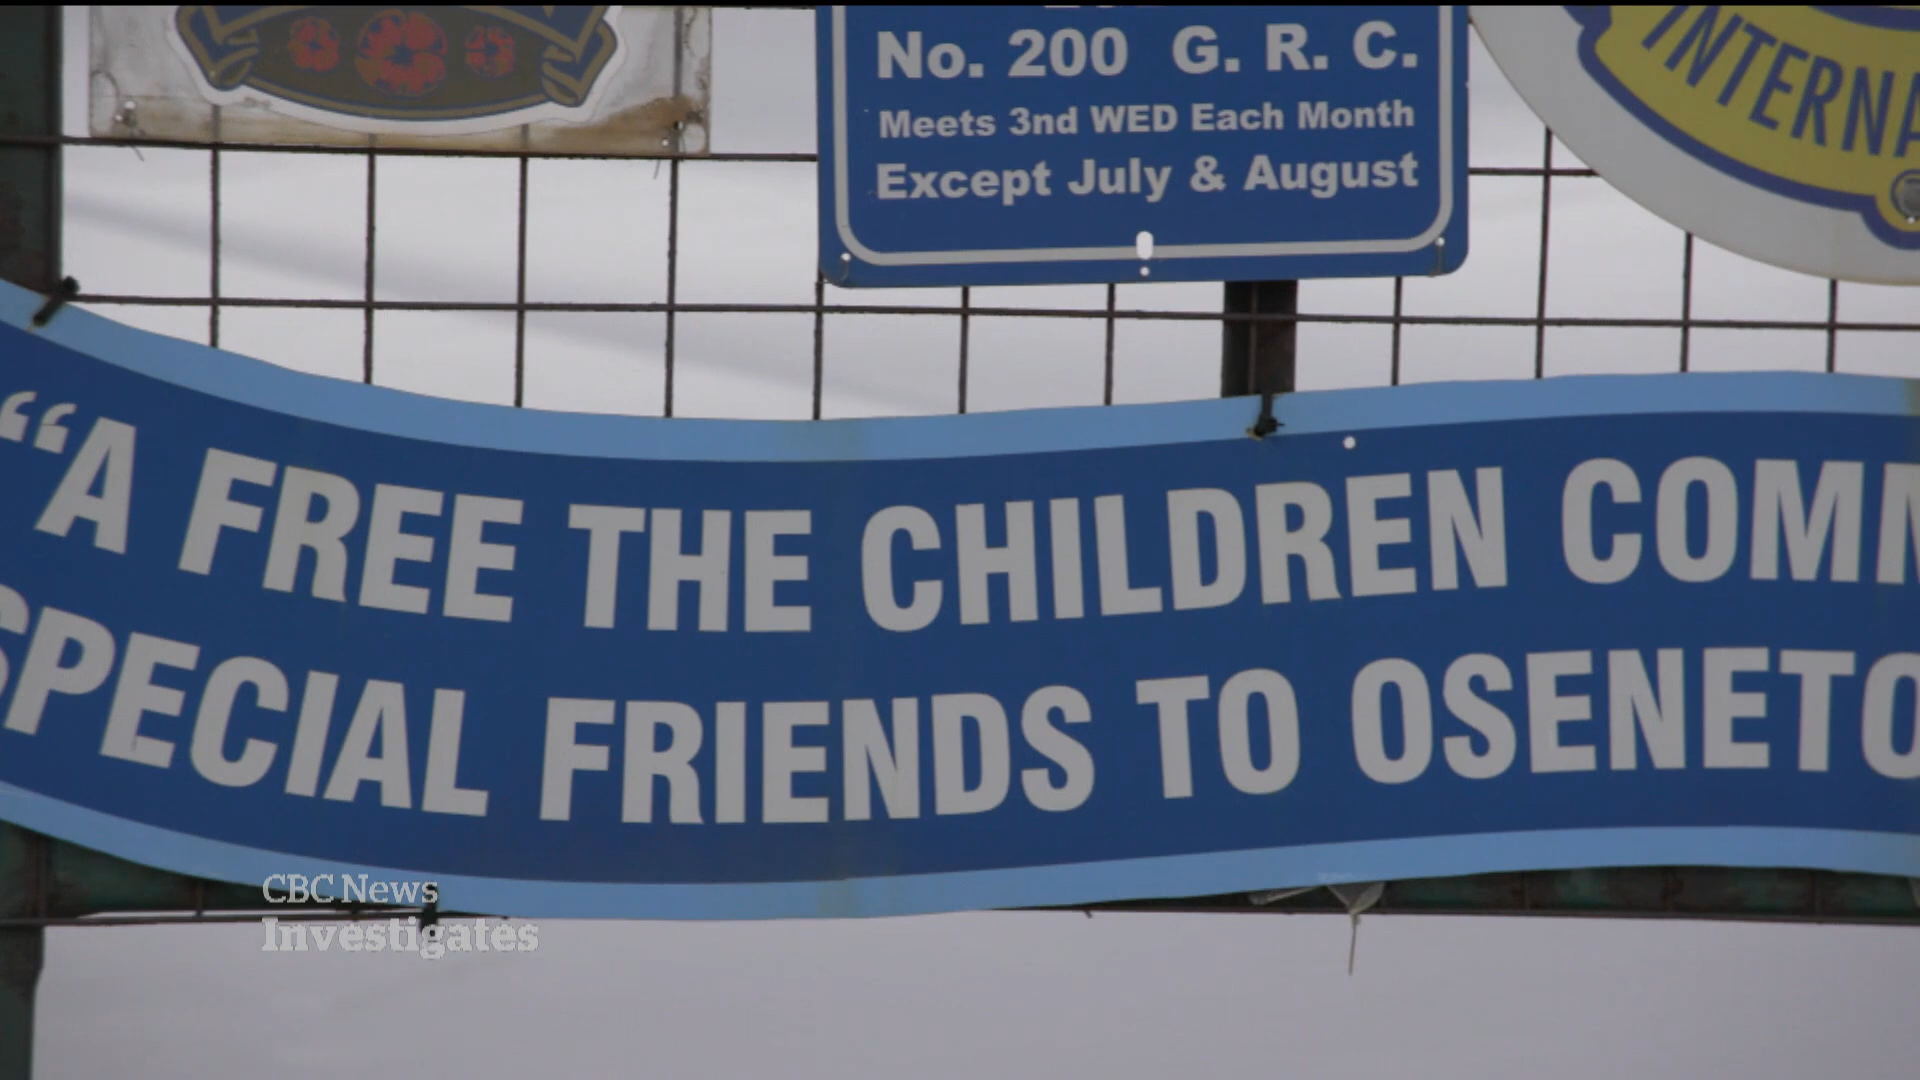 No. 200 G. R. C.
Meets 3nd WED Each Month
Except July & August
INTERNA
“A FREE THE CHILDREN COMM
SPECIAL FRIENDS TO OSENETO
CBC News
Investigates